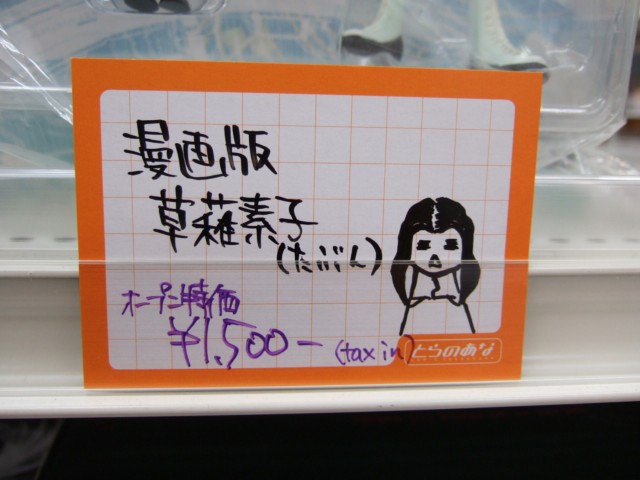 漫画版
草薙素子
(たぶん)
オープン特価
¥1,500−
(tax in)
とらのあな